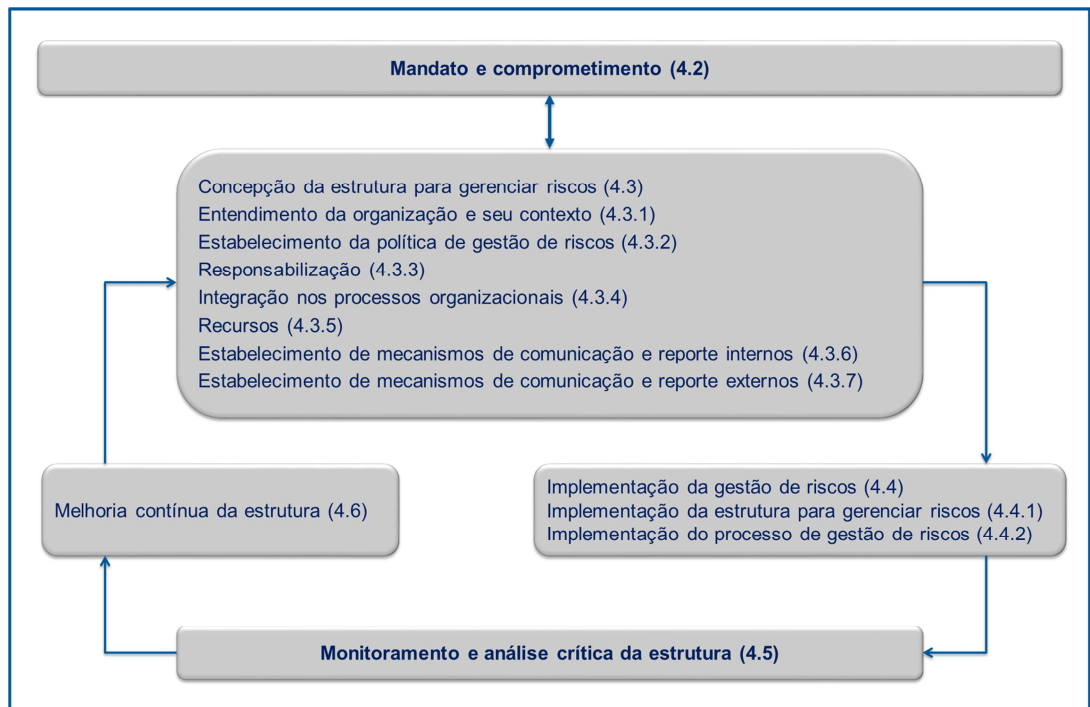 Mandato e comprometimento (4.2)
Concepção da estrutura para gerenciar riscos (4.3)
Entendimento da organização e seu contexto (4.3.1)
Estabelecimento da política de gestão de riscos (4.3.2)
Responsabilização (4.3.3)
Integração nos processos organizacionais (4.3.4)
Recursos (4.3.5)
Estabelecimento de mecanismos de comunicação e reporte internos (4.3.6)
Estabelecimento de mecanismos de comunicação e reporte externos (4.3.7)
Melhoria contínua da estrutura (4.6)
Implementação da gestão de riscos (4.4)
Implementação da estrutura para gerenciar riscos (4.4.1)
Implementação do processo de gestão de riscos (4.4.2)
Monitoramento e análise crítica da estrutura (4.5)